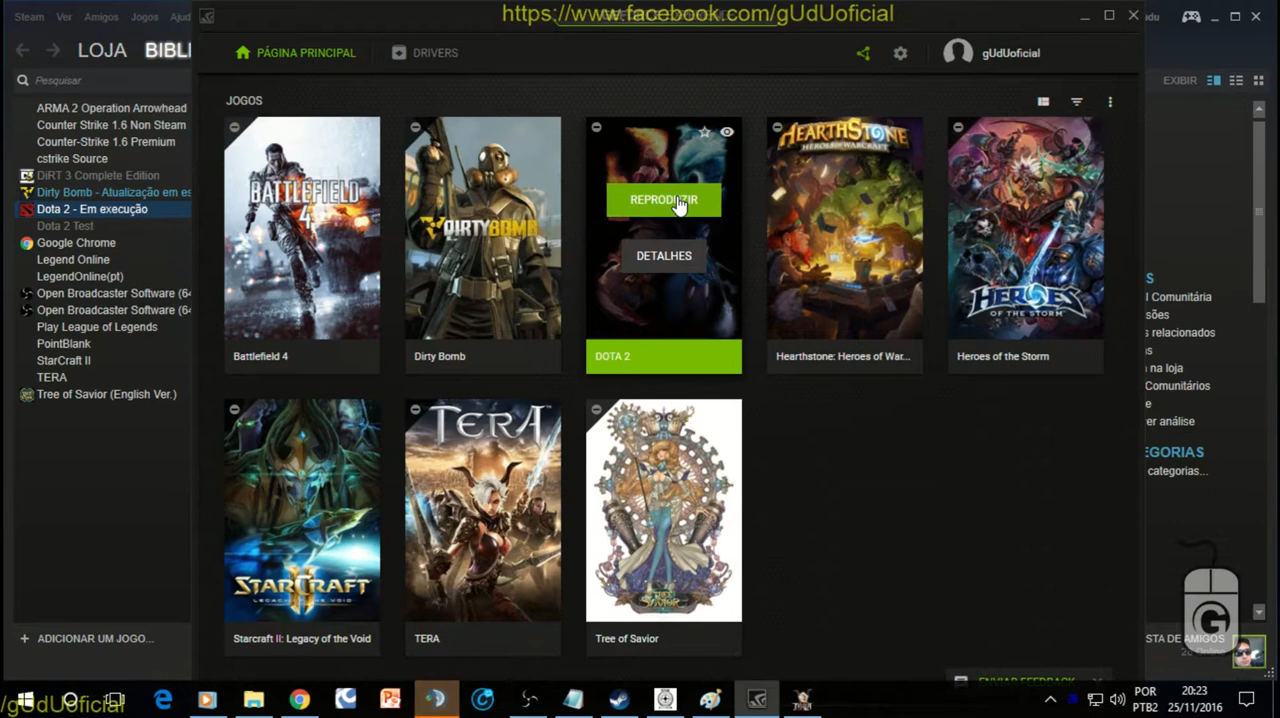 https://www.facebook.com/gUdUoficial
Steam Ver Amigos Jogos Ajud
LOJA BIBLI
Pesquisar
ARMA 2 Operation Arrowhead
Counter Strike 1.6 Non Steam
Counter-Strike 1.6 Premium
cstrike Source
DiRT 3 Complete Edition
Dirty Bomb - Atualização em es
Dota 2 - Em execução
Dota 2 Test
Google Chrome
Legend Online
LegendOnline(pt)
Open Broadcaster Software (64
Open Broadcaster Software (64
Play League of Legends
PointBlank
StarCraft II
TERA
Tree of Savior (English Ver.)
ADICIONAR UM JOGO...
PÁGINA PRINCIPAL
DRIVERS
gUdUoficial
JOGOS
BATTLEFIELD 4
DIRTYBOMB
REPRODUZIR
DETALHES
HEARTHSTONE
HEROES OF WARCRAFT
HEROES
OF THE STORM
Battlefield 4
Dirty Bomb
DOTA 2
Hearthstone: Heroes of War...
Heroes of the Storm
STARCRAFT II
LEGACY OF THE VOID
TERA
SAVIOR
Starcraft II: Legacy of the Void
TERA
Tree of Savior
ENVIAR FEEDBACK
udu
EXIBIR
S
l Comunitária
sões
s relacionados
s
na loja
Comunitários
e
er análise
EGORIAS
categorias...
G
STA DE AMIGOS
Online
/gUdUoficial
POR
PTB2
20:23
25/11/2016